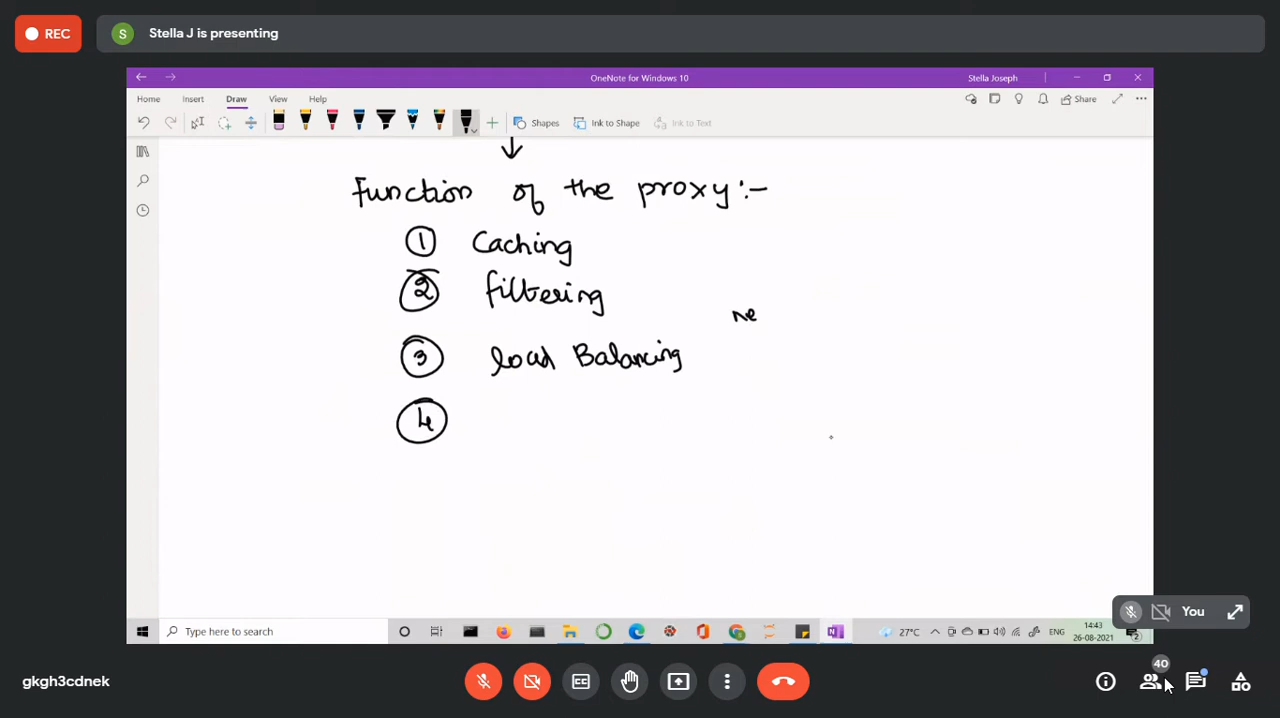 REC
S Stella J is presenting
OneNote for Windows 10
Stella Joseph
Home Insert Draw View Help
Share
Shapes Ink to Shape Ink to Text
Function of the proxy :-
1 Caching
2 filtering
ne
3 load Balancing
4
You
Type here to search
27°C
ENG
14:43
26-08-2021
2
gkgh3cdnek
CC
40